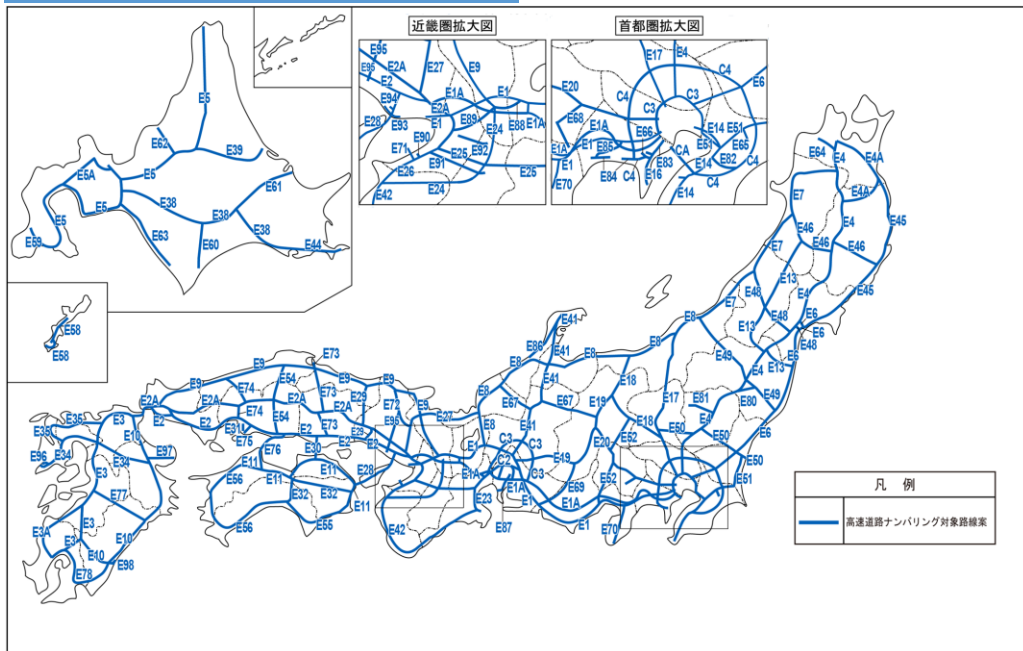 近畿圏拡大図
首都圏拡大図
E95
E2A
E27
E9
E95
E2
E1A
E1
E94
E2A
E28
E93
E1
E89
E24
E88
E1A
E90
E71
E25
E92
E91
E26
E25
E24
E42
E17
E4
C4
E6
E20
C4
C3
C3
E68
E1A
E66
E14
E51
E1
E85
E51
E65
E1A
E83
CA
E82
E14
C4
E70
E84
C4
E16
C4
E14
E5
E62
E39
E5A
E5
E61
E5
E38
E38
E5
E63
E60
E38
E59
E44
E58
E58
E64
E4
E4A
E7
E4A
E4
E45
E46
E46
E46
E7
E13
E48
E4
E45
E7
E6
E48
E6
E13
E48
E8
E6
E4
E13
E49
E41
E86
E41
E8
E8
E8
E41
E18
E17
E81
E80
E49
E67
E67
E19
E4
E8
E41
E18
E50
E50
E6
E20
E52
E50
E51
E52
C3
C3
E1
C2
E19
C3
E1A
E1A
E69
E1
E1A
E23
E1
E70
E87
E42
E73
E9
E54
E9
E9
E9
E74
E73
E29
E72
E9
E27
E2A
E2A
E2A
E2A
E95
E74
E54
E73
E2
E2
E31
E2
E2
E29
E2
E75
E76
E30
E11
E11
E28
E56
E11
E32
E32
E11
E56
E55
E35
E3
E10
E35
E34
E96
E34
E97
E3
E77
E3A
E3
E3
E10
E10
E98
E78
凡 例
高速道路ナンバリング対象路線案